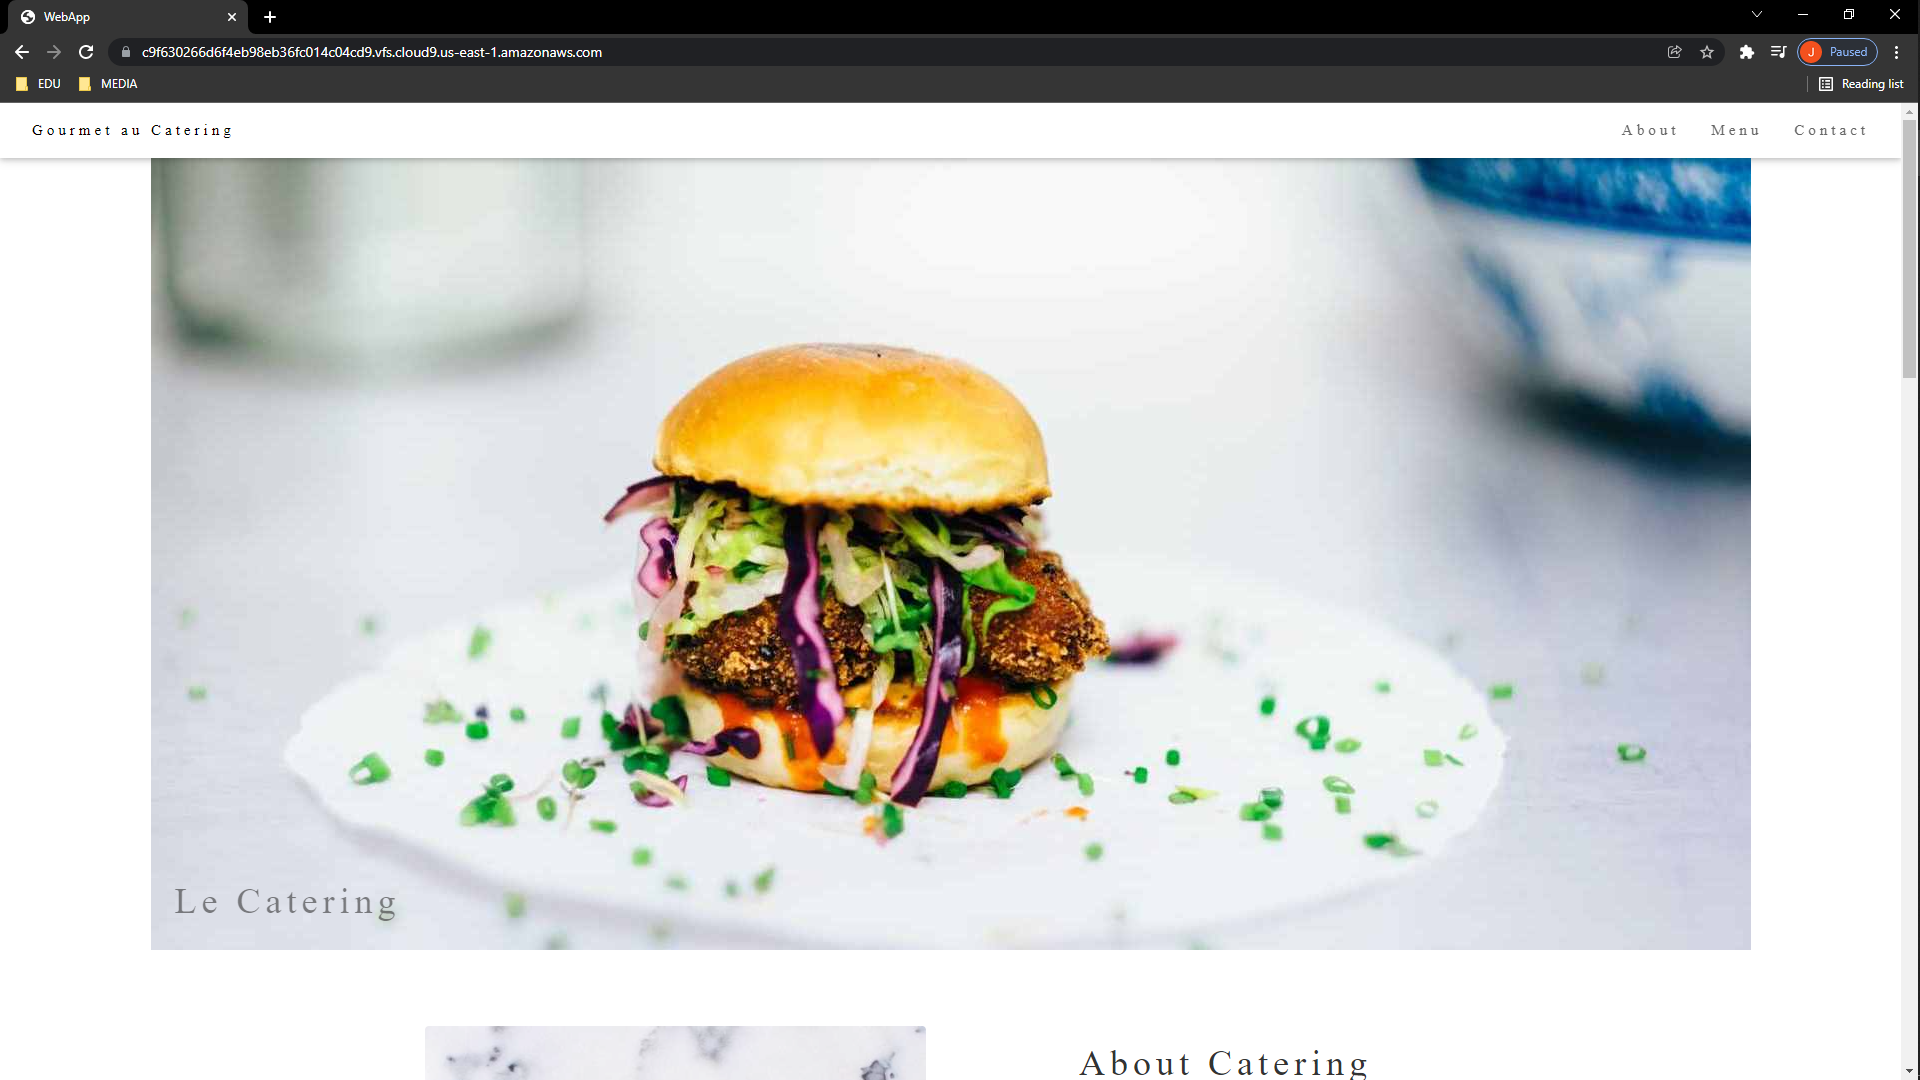 WebApp
c9f630266d6f4eb98eb36fc014c04cd9.vfs.cloud9.us-east-1.amazonaws.com
J Paused
EDU MEDIA
Reading list
Gourmet au Catering
About Menu Contact
Le Catering
About Catering